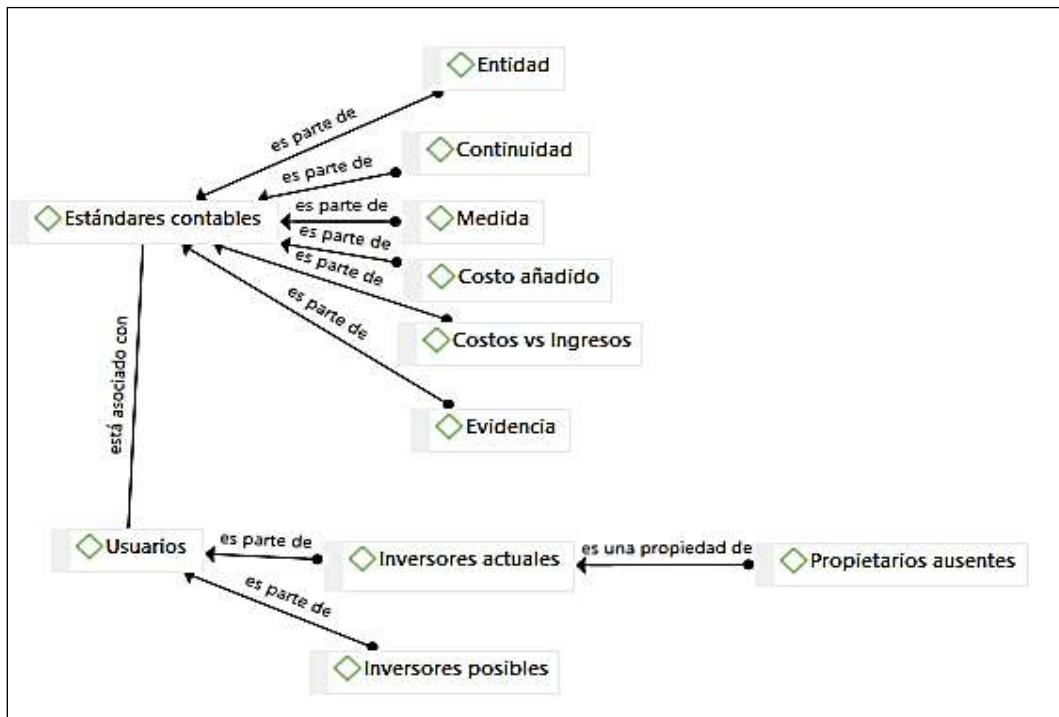 Entidad
es parte de
Continuidad
es parte de
Estándares contables
es parte de
Medida
es parte de
Costo añadido
es parte de
Costos vs Ingresos
es parte de
Evidencia
está asociado con
Usuarios
es parte de
Inversores actuales
es una propiedad de
Propietarios ausentes
es parte de
Inversores posibles